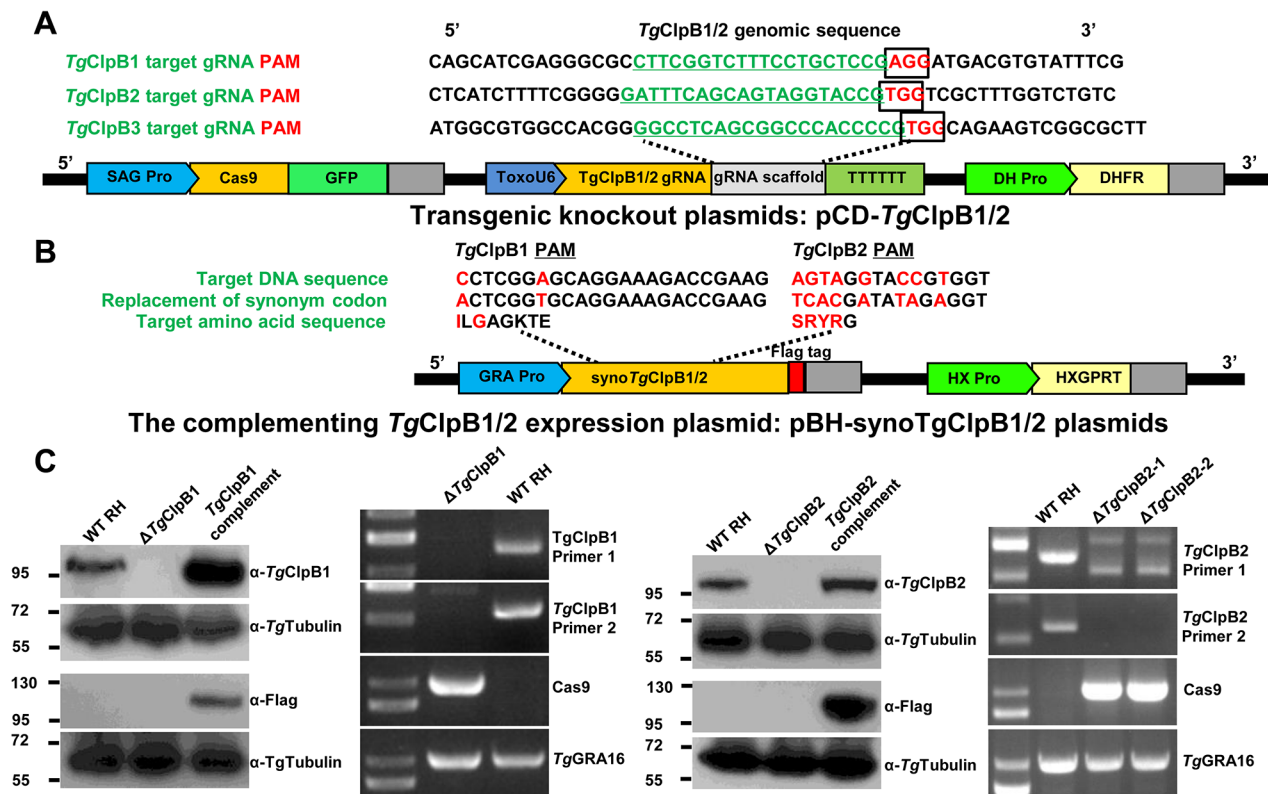 A
5’ TgClpB1/2 genomic sequence 3’
TgClpB1 target gRNA PAM CAGCATCGAGGGCGCCTTCGGTCTTTCCTGCTCCGAGGATGACGTGTATTTCG
TgClpB2 target gRNA PAM CTCATCTTTTCGGGGGATTTCAGCAGTAGGTACCGTGGTCGCTTTGGTCTGTC
TgClpB3 target gRNA PAM ATGGCGTGGCCACGGGGCCTCAGCGGCCCACCCCGTGGCAGAAGTCGGCGCTT
5’ SAG Pro Cas9 GFP ToxoU6 TgClpB1/2 gRNA gRNA scaffold TTTTTT DH Pro DHFR 3’
Transgenic knockout plasmids: pCD-TgClpB1/2
B
TgClpB1 PAM TgClpB2 PAM
Target DNA sequence CCTCGGAGCAGGAAAGACCGAAG AGTAGGTACCGTGGT
Replacement of synonym codon ACTCGGTGCAGGAAAGACCGAAG TCACGATATAGAGGT
Target amino acid sequence ILGAGKTE SRYRG
Flag tag
5’ GRA Pro synoTgClpB1/2 HX Pro HXGPRT 3’
The complementing TgClpB1/2 expression plasmid: pBH-synoTgClpB1/2 plasmids
C
WT RH ΔTgClpB1 TgClpB1 complement
95 α-TgClpB1
72
55 α-TgTubulin
130
95 α-Flag
72
55 α-TgTubulin
ΔTgClpB1 WT RH
TgClpB1
Primer 1
TgClpB1
Primer 2
Cas9
TgGRA16
WT RH ΔTgClpB2 TgClpB2 complement
95 α-TgClpB2
72
55 α-TgTubulin
130
95 α-Flag
72
55 α-TgTubulin
WT RH ΔTgClpB2-1 ΔTgClpB2-2
TgClpB2
Primer 1
TgClpB2
Primer 2
Cas9
TgGRA16